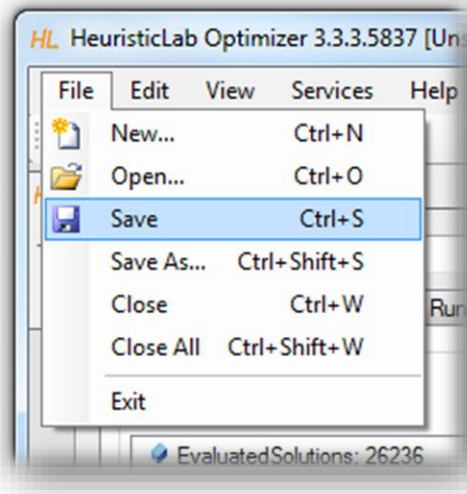 HL HeuristicLab Optimizer 3.3.3.5837 [Uns
File Edit View Services Help
New... Ctrl+N
Open... Ctrl+O
Save Ctrl+S
Save As... Ctrl+Shift+S
Close Ctrl+W
Run
Close All Ctrl+Shift+W
Exit
EvaluatedSolutions: 26236